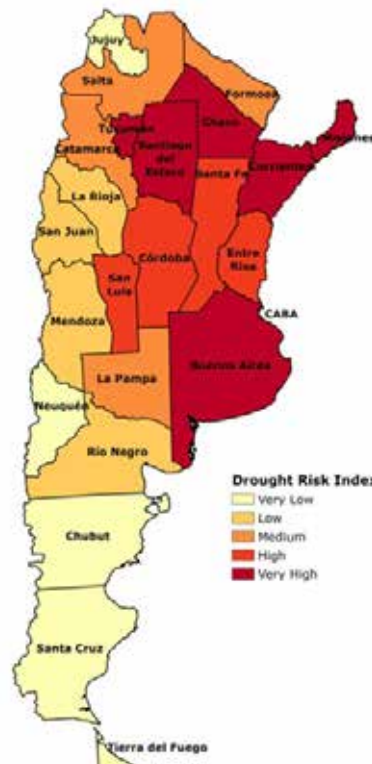 Jujuy
Salta
Formosa
Tucumán
Chaco
Misiones
Catamarca
Santiago
del
Estero
Corrientes
Santa Fe
La Rioja
San Juan
Córdoba
Entre
Rios
San
Luis
CABA
Mendoza
Buenos Aires
La Pampa
Neuquén
Río Negro
Drought Risk Index
Very Low
Low
Medium
High
Very High
Chubut
Santa Cruz
Tierra del Fuego